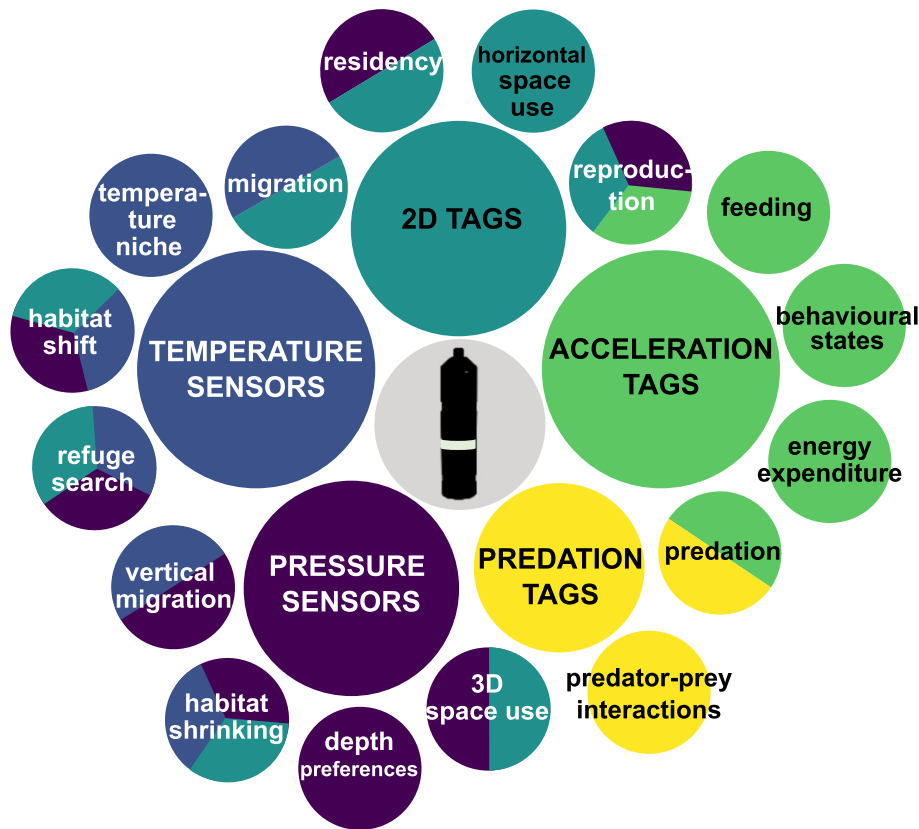 residency
horizontal
space
use
migration
reproduc-
tion
tempera-
ture
niche
feeding
2D TAGS
habitat
shift
behavioural
states
TEMPERATURE
SENSORS
ACCELERATION
TAGS
refuge
search
energy
expenditure
vertical
migration
PRESSURE
SENSORS
PREDATION
TAGS
predation
habitat
shrinking
depth
preferences
3D
space use
predator-prey
interactions